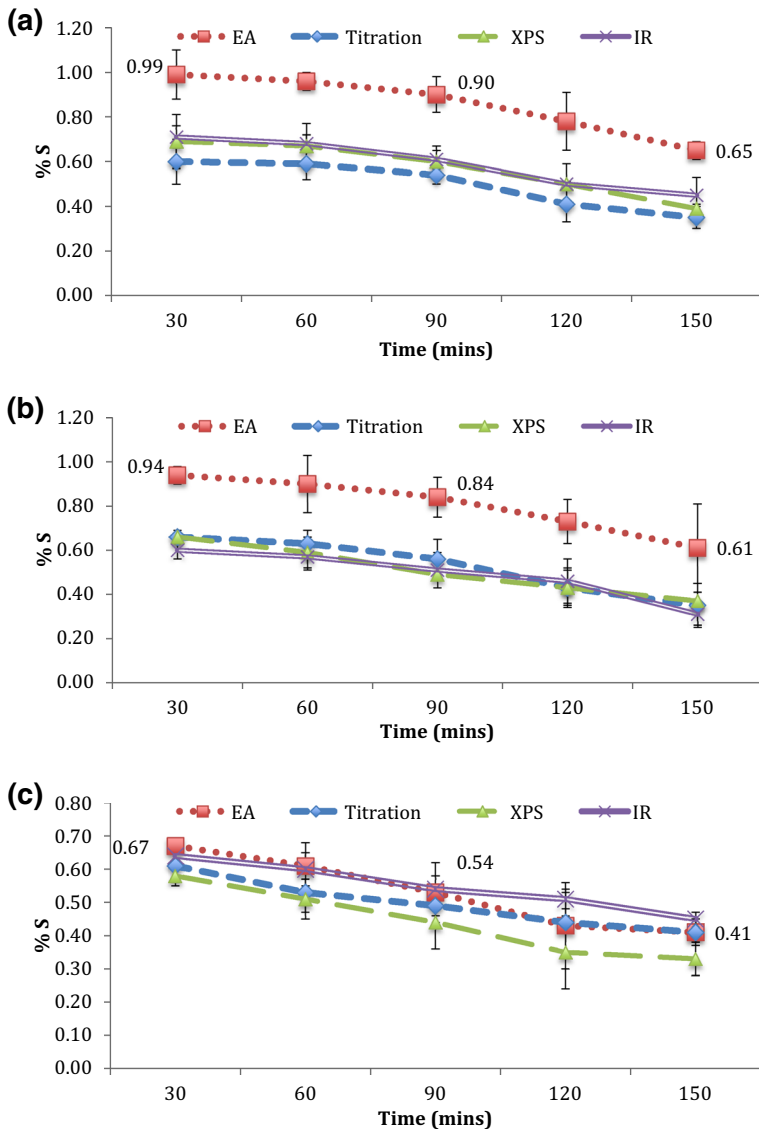 (a)
EA Titration XPS IR
1.20
1.00
0.80
0.60
0.40
0.20
0.00
% S
0.99
0.90
0.65
30 60 90 120 150
Time (mins)
(b)
EA Titration XPS IR
1.20
1.00
0.80
0.60
0.40
0.20
0.00
% S
0.94
0.84
0.61
30 60 90 120 150
Time (mins)
(c)
EA Titration XPS IR
0.80
0.70
0.60
0.50
0.40
0.30
0.20
0.10
0.00
% S
0.67
0.54
0.41
30 60 90 120 150
Time (mins)